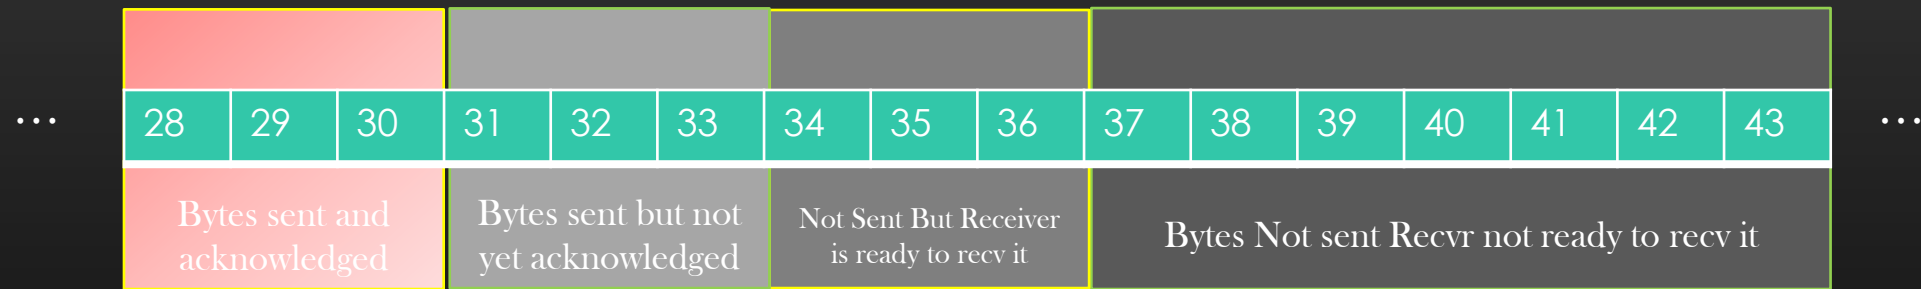 ... 28 29 30 31 32 33 34 35 36 37 38 39 40 41 42 43 ...
Bytes sent and
acknowledged
Bytes sent but not
yet acknowledged
Not Sent But Receiver
is ready to recv it
Bytes Not sent Recvr not ready to recv it